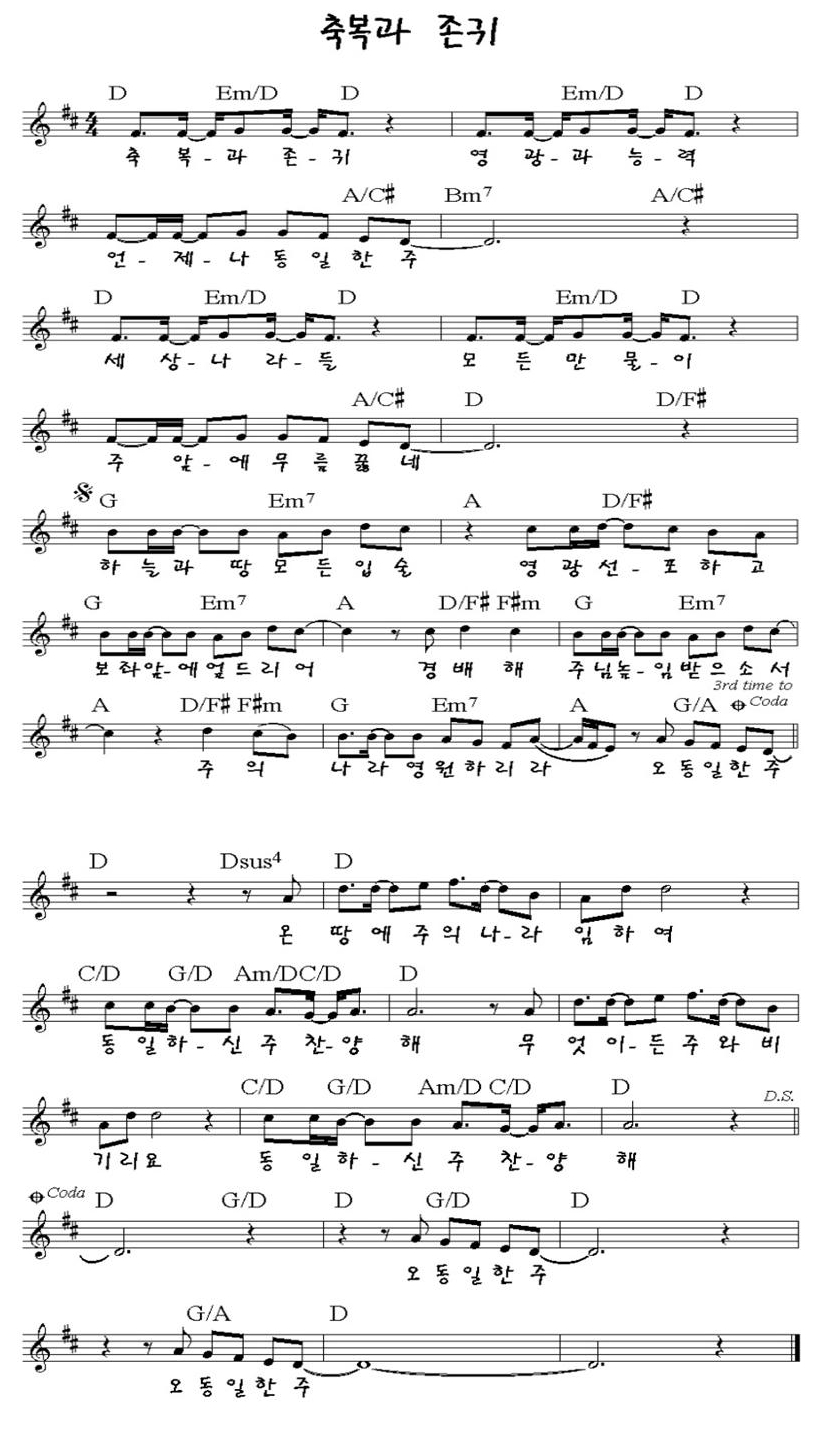 축복과 존귀
D Em/D D Em/D D
축 복-과 존-귀 영 광-과 능-력
A/C♯ Bm7 A/C♯
언-제-나 동 일 한 주
D Em/D D Em/D D
세 상-나 라-들 모 든 만 물-이
A/C♯ D D/F♯
주 앞-에 무 릎 꿇 네
G Em7 A D/F♯
하 늘 과 땅 모 든 입 술 영 광 선-포 하 고
G Em7 A D/F♯ F♯m G Em7
보 좌 앞-에 엎 드 리 어 경 배 해 주 님 높-임 받 으 소 서
3rd time to
A D/F♯ F♯m G Em7 A G/A Coda
주 의 나 라 영 원 하 리 라 오 동 일 한 주
D Dsus4 D
온 땅 에 주 의 나-라 임 하 여
C/D G/D Am/D C/D D
동 일 하-신 주 찬-양 해 무 엇 이-든 주 와 비
C/D G/D Am/D C/D D D.S.
기 리 요 동 일 하-신 주 찬-양 해
Coda D G/D D G/D D
오 동 일 한 주
G/A D
오 동 일 한 주